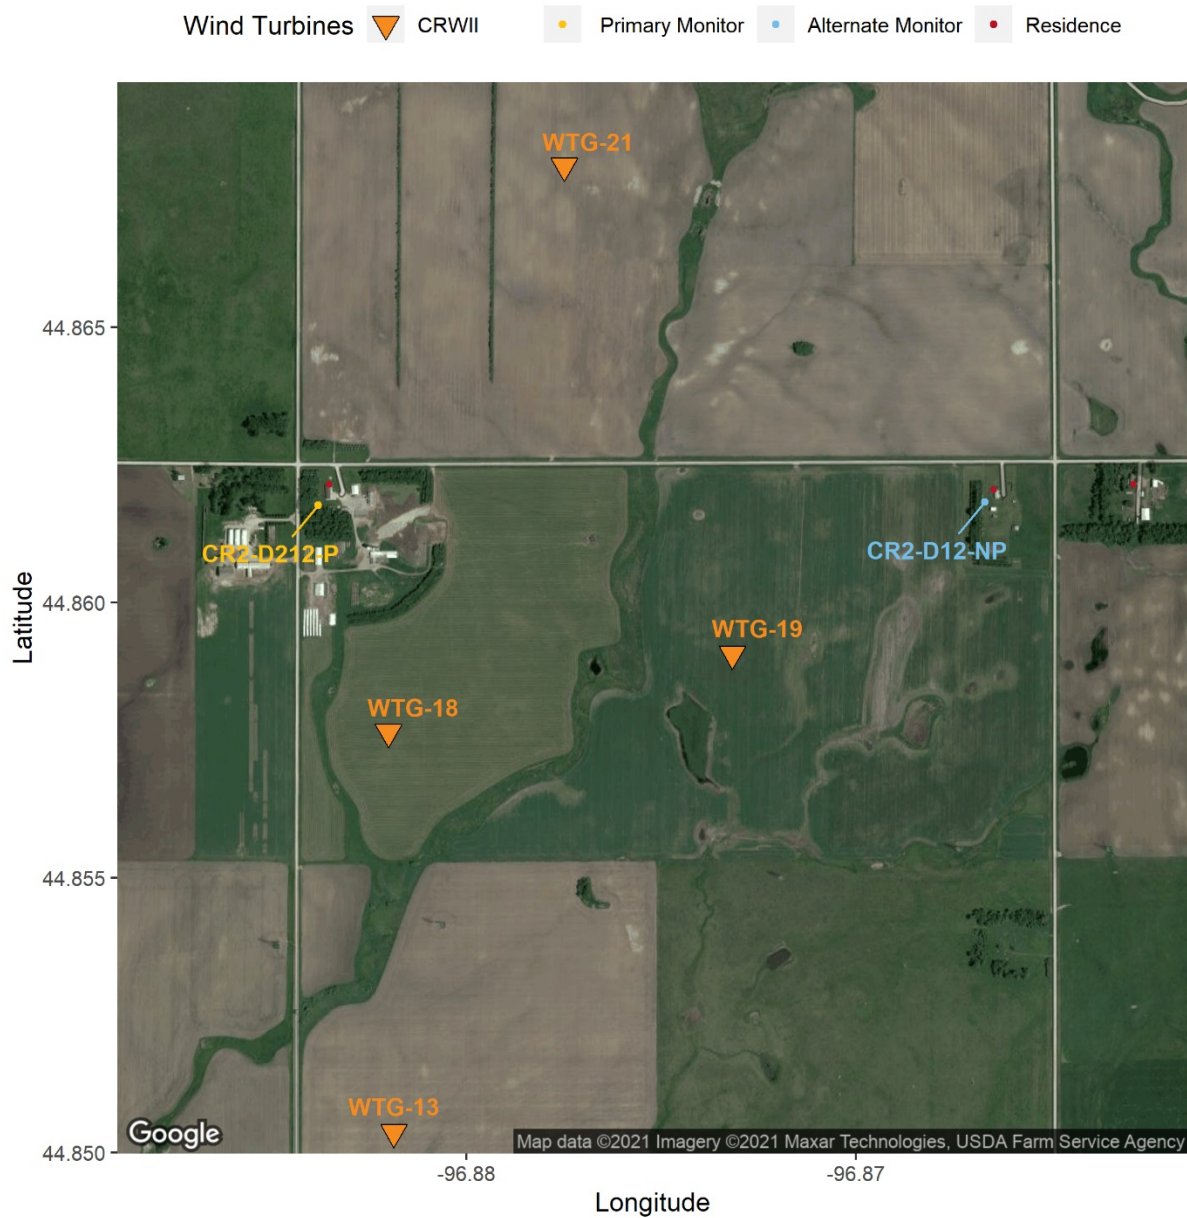 Wind Turbines CRWII Primary Monitor Alternate Monitor Residence
WTG-21
44.865
CR2-D212-P
CR2-D12-NP
44.860
WTG-19
WTG-18
Latitude
44.855
WTG-13
Google
Map data ©2021 Imagery ©2021 Maxar Technologies, USDA Farm Service Agency
44.850
-96.88 -96.87
Longitude